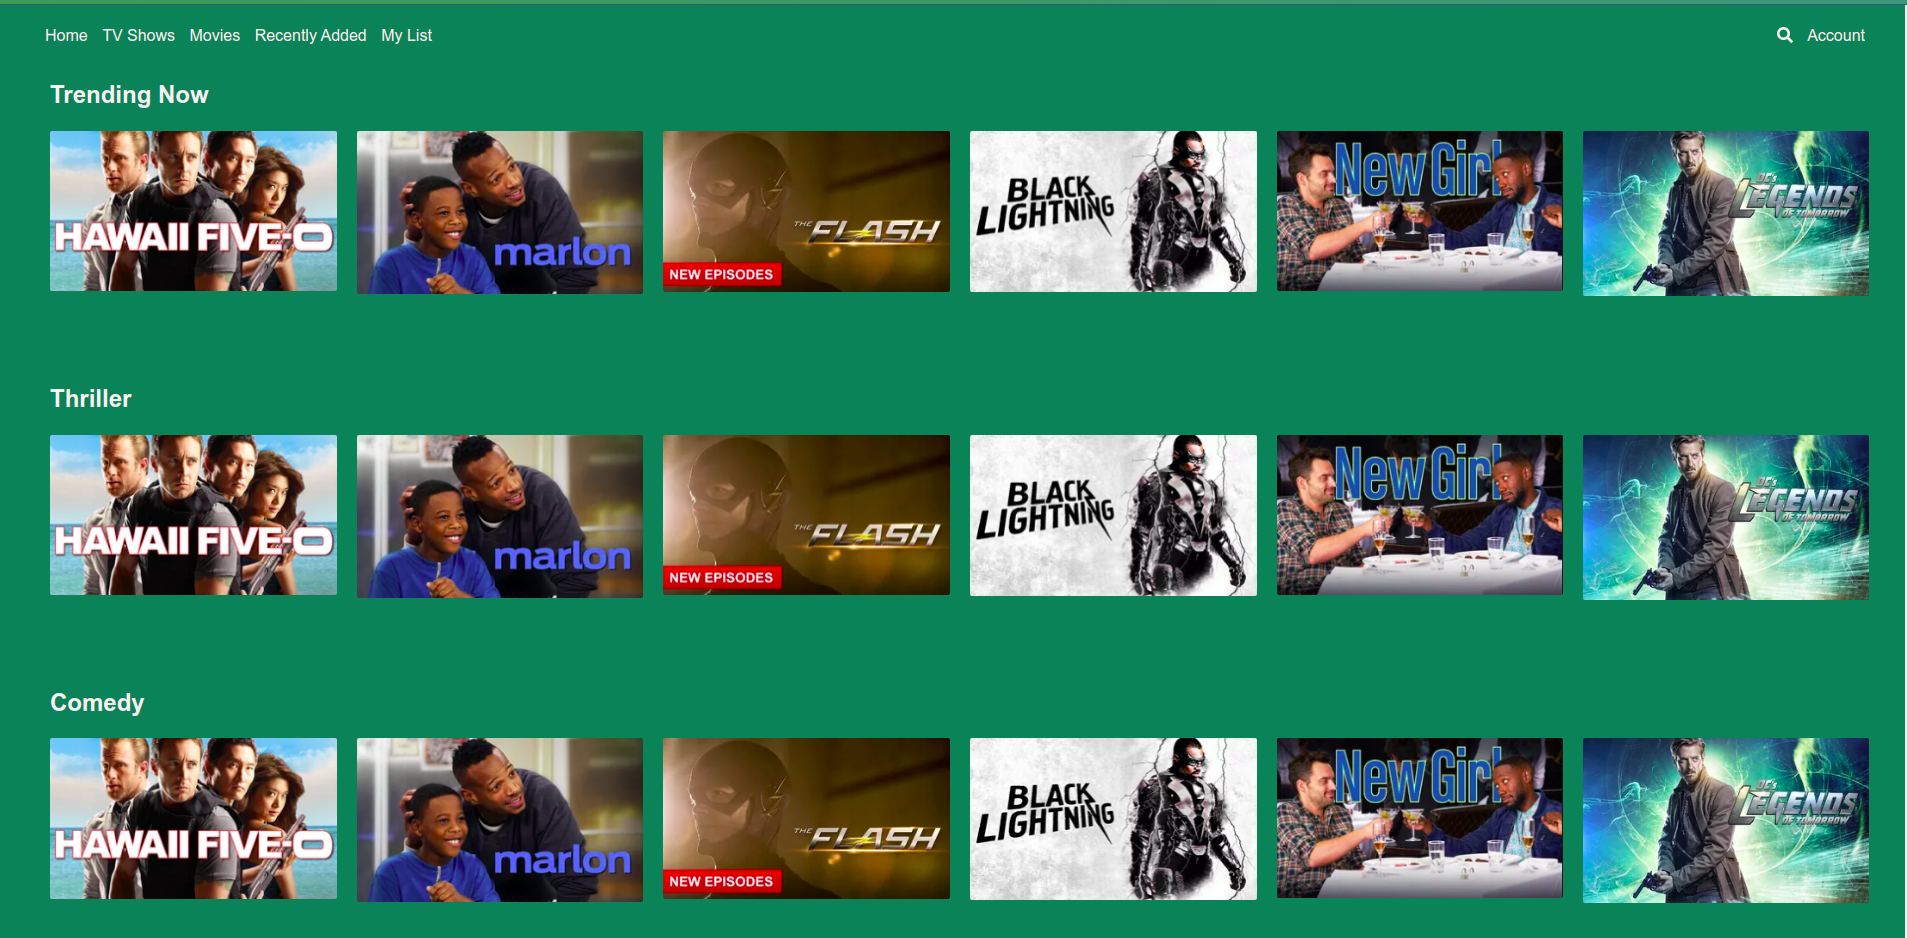 Home TV Shows Movies Recently Added My List Account
Trending Now
HAWAII FIVE-O
marlon
THE FLASH
NEW EPISODES
BLACK LIGHTNING
New Girl
DC's LEGENDS OF TOMORROW
Thriller
HAWAII FIVE-O
marlon
THE FLASH
NEW EPISODES
BLACK LIGHTNING
New Girl
DC's LEGENDS OF TOMORROW
Comedy
HAWAII FIVE-O
marlon
THE FLASH
NEW EPISODES
BLACK LIGHTNING
New Girl
DC's LEGENDS OF TOMORROW